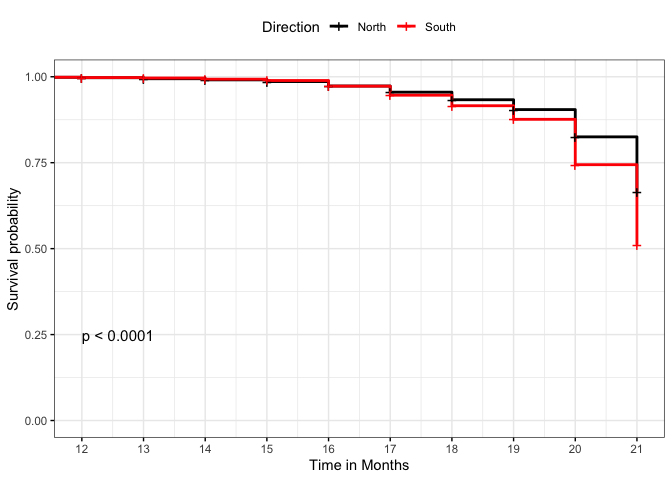 Direction North South
Survival probability
1.00
0.75
0.50
0.25
0.00
p < 0.0001
12 13 14 15 16 17 18 19 20 21
Time in Months